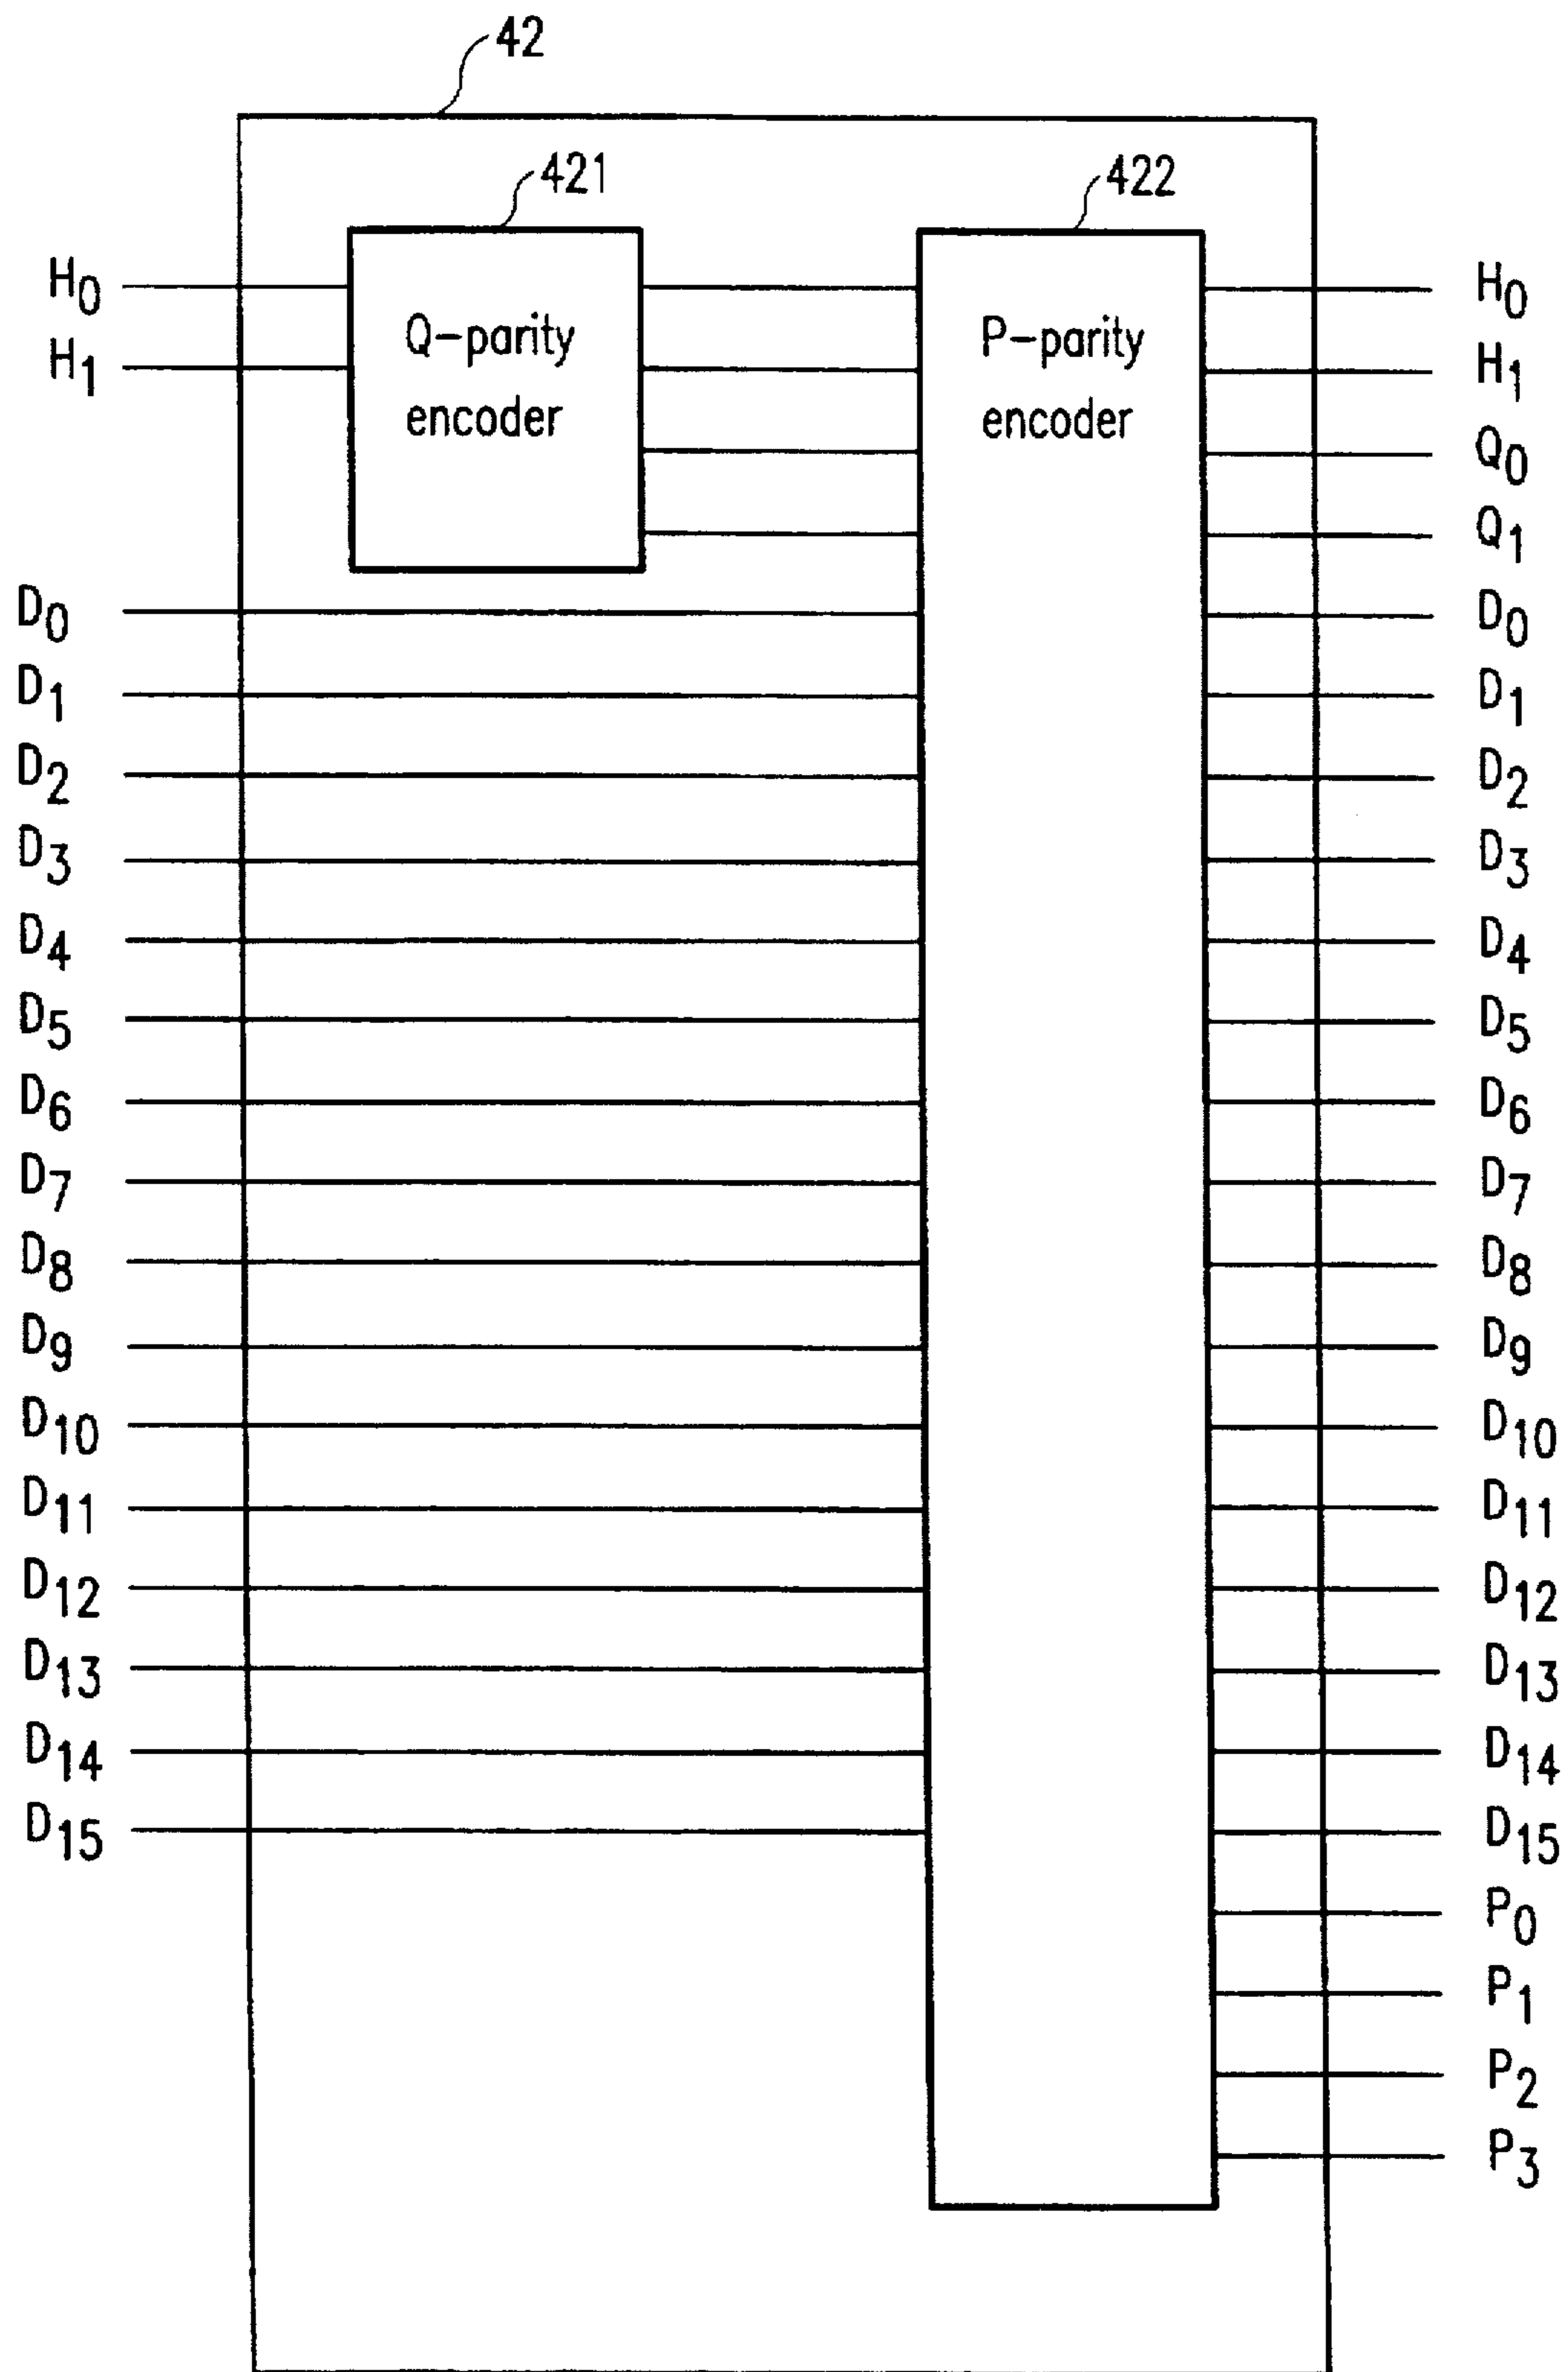 42
421
422
Q-parity
encoder
P-parity
encoder
H0
H1
D0
D1
D2
D3
D4
D5
D6
D7
D8
D9
D10
D11
D12
D13
D14
D15
H0
H1
Q0
Q1
D0
D1
D2
D3
D4
D5
D6
D7
D8
D9
D10
D11
D12
D13
D14
D15
P0
P1
P2
P3